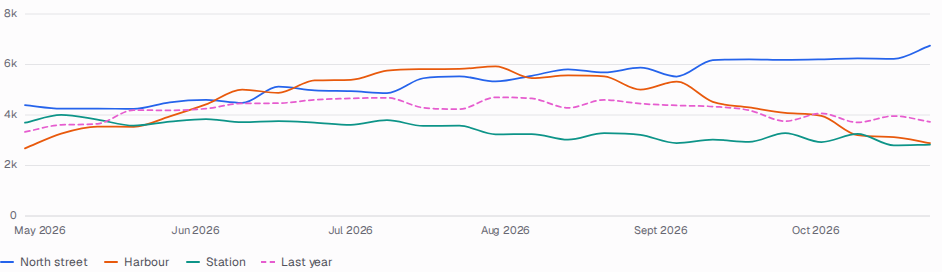 8k
6k
4k
2k
0
May 2026 Jun 2026 Jul 2026 Aug 2026 Sept 2026 Oct 2026
North street Harbour Station Last year